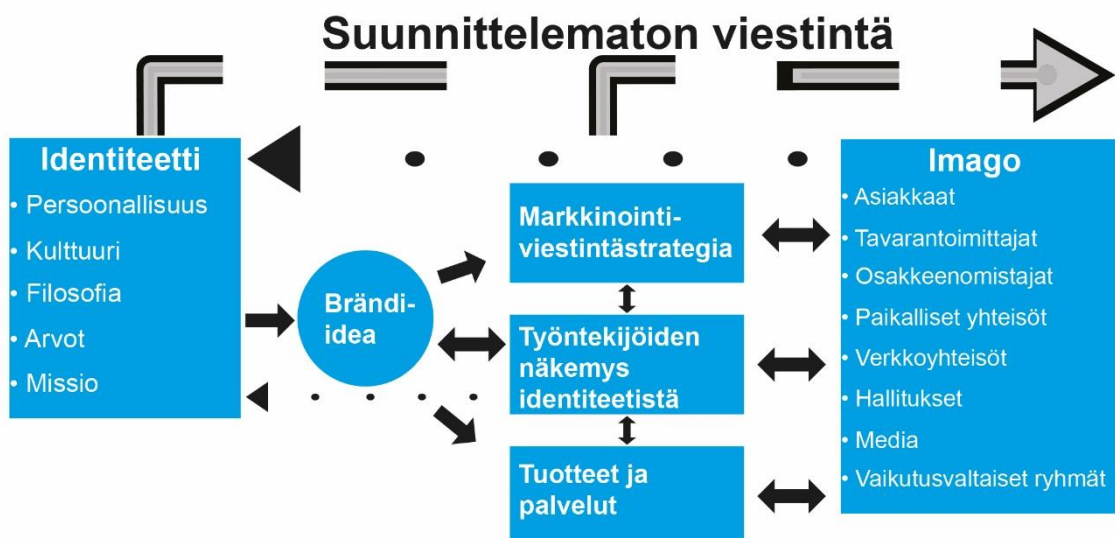 Suunnittelematon viestintä
Identiteetti
• Persoonallisuus
• Kulttuuri
• Filosofia
• Arvot
• Missio
Brändi-
idea
Markkinointi-
viestintästrategia
Työntekijöiden
näkemys
identiteetistä
Tuotteet ja
palvelut
Imago
• Asiakkaat
• Tavarantoimittajat
• Osakkeenomistajat
• Paikalliset yhteisöt
• Verkkoyhteisöt
• Hallitukset
• Media
• Vaikutusvaltaiset ryhmät